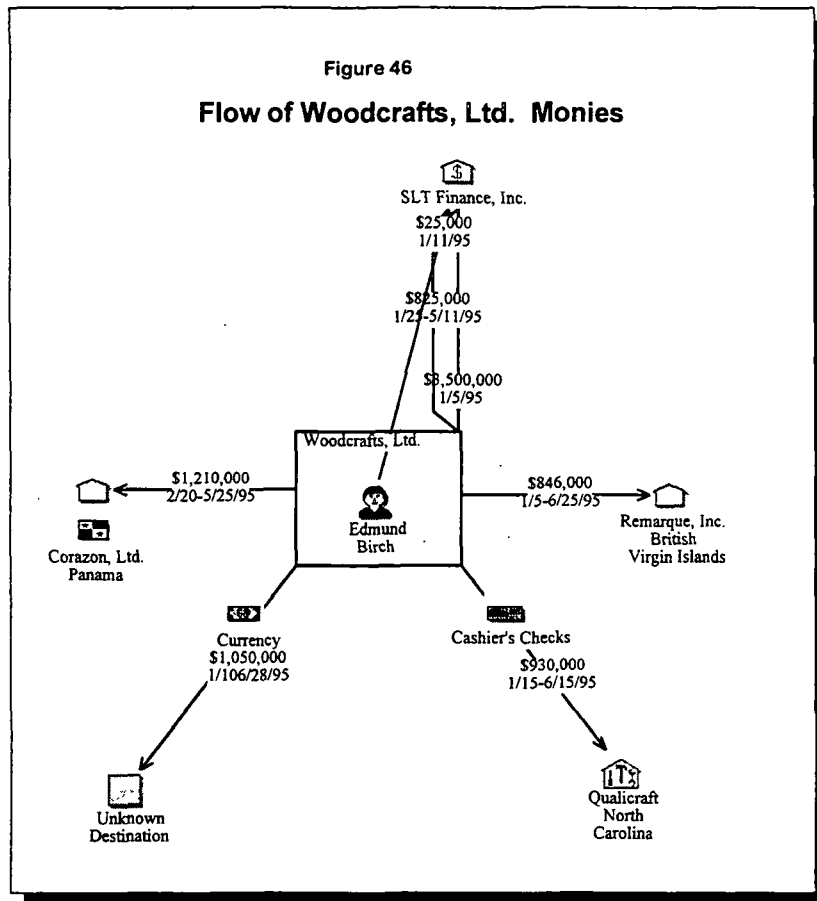 Figure 46
Flow of Woodcrafts, Ltd. Monies
$
SLT Finance, Inc.
$25,000
1/11/95
$825,000
1/25-5/11/95
$3,500,000
1/5/95
Woodcrafts, Ltd.
Edmund
Birch
$1,210,000
2/20-5/25/95
Corazon, Ltd.
Panama
$846,000
1/5-6/25/95
Remarque, Inc.
British
Virgin Islands
Currency
$1,050,000
1/106/28/95
Cashier's Checks
$930,000
1/15-6/15/95
Unknown
Destination
Qualicraft
North
Carolina